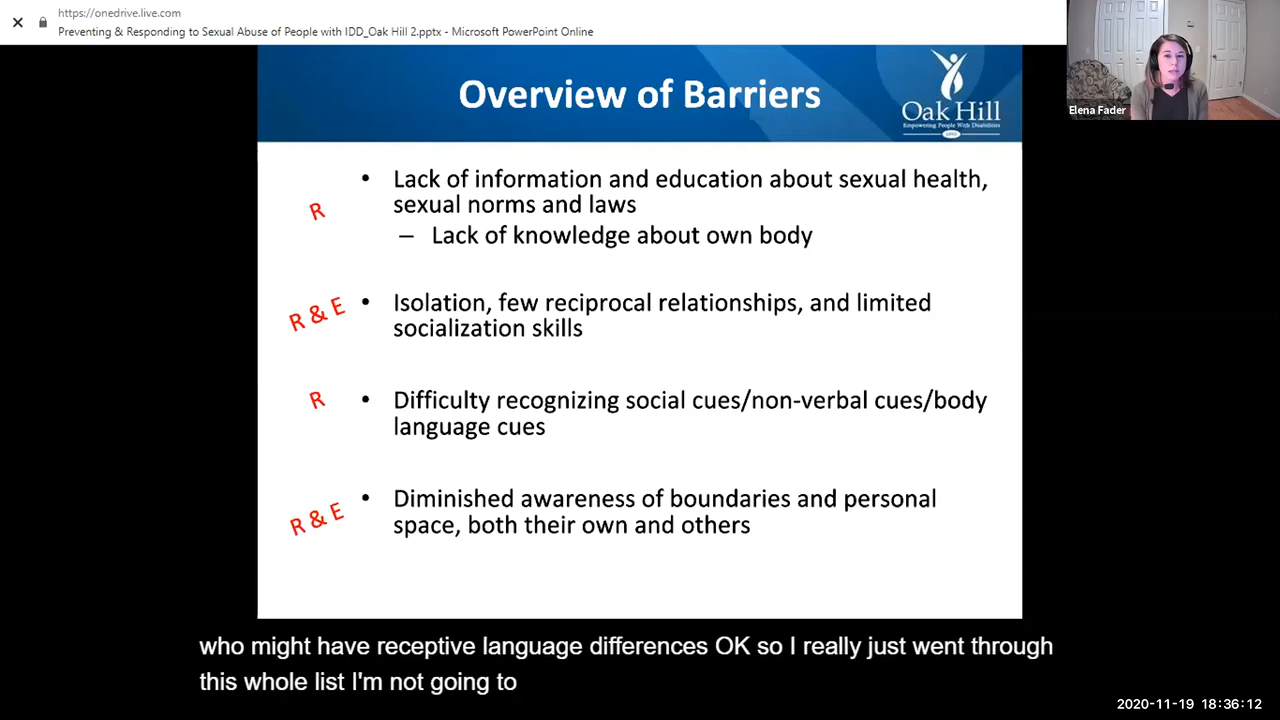 https://onedrive.live.com
Preventing & Responding to Sexual Abuse of People with IDD_Oak Hill 2.pptx - Microsoft PowerPoint Online
Elena Fader
Overview of Barriers
Oak Hill
Empowering People With Disabilities
R
• Lack of information and education about sexual health,
sexual norms and laws
– Lack of knowledge about own body
R & E
• Isolation, few reciprocal relationships, and limited
socialization skills
R
• Difficulty recognizing social cues/non-verbal cues/body
language cues
R & E
• Diminished awareness of boundaries and personal
space, both their own and others
who might have receptive language differences OK so I really just went through
this whole list I'm not going to
2020-11-19 18:36:12